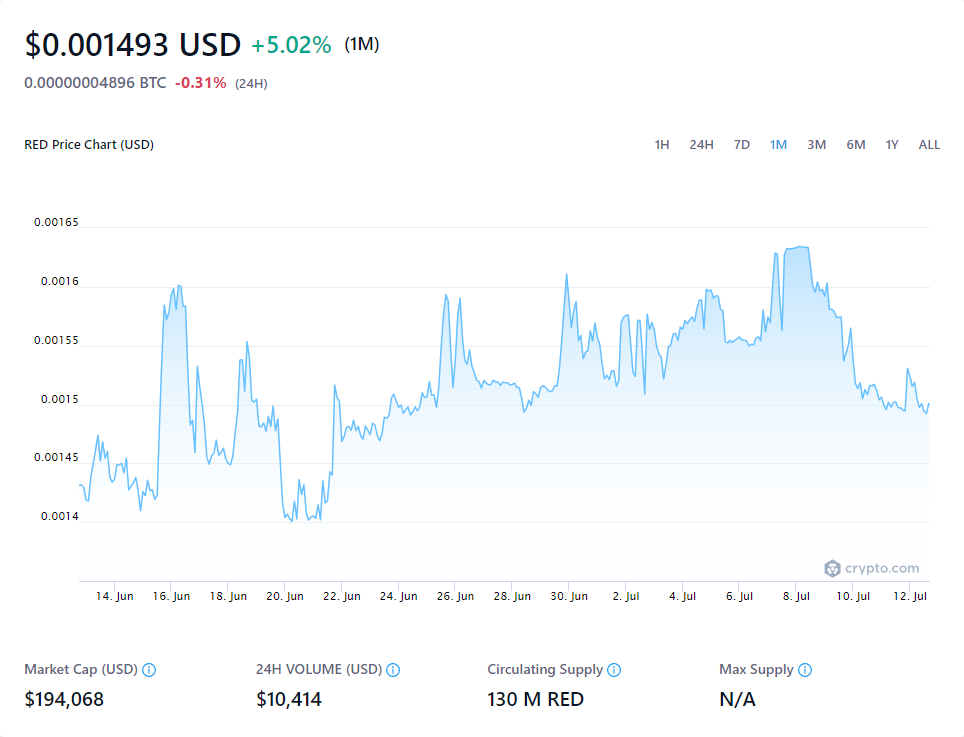 $0.001493 USD +5.02% (1M)
0.00000004896 BTC -0.31% (24H)
RED Price Chart (USD)
1H 24H 7D 1M 3M 6M 1Y ALL
0.00165
0.0016
0.00155
0.0015
0.00145
0.0014
crypto.com
14. Jun 16. Jun 18. Jun 20. Jun 22. Jun 24. Jun 26. Jun 28. Jun 30. Jun 2. Jul 4. Jul 6. Jul 8. Jul 10. Jul 12. Jul
Market Cap (USD) 24H VOLUME (USD) Circulating Supply Max Supply
$194,068 $10,414 130 M RED N/A